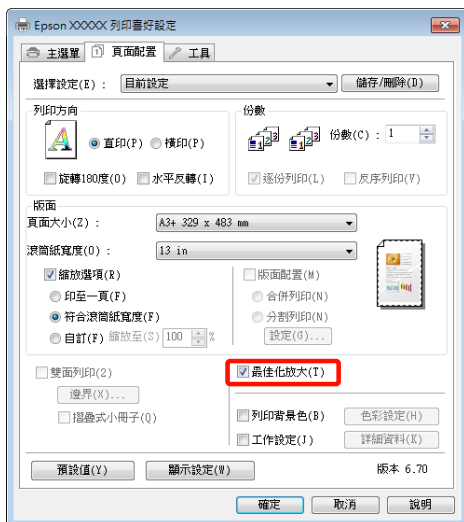 Epson XXXXX 列印喜好設定
主選單 頁面配置 工具
選擇設定(E) : 目前設定 儲存/刪除(D)
列印方向 份數
直印(P) 橫印(P) 份數(C) : 1
旋轉180度(O) 水平反轉(I) 逐份列印(L) 反序列印(V)
版面
頁面大小(Z) : A3+ 329 x 483 mm
滾筒紙寬度(O) : 13 in
縮放選項(R) 版面配置(M)
印至一頁(F) 合併列印(N)
符合滾筒紙寬度(F) 分割列印(N)
自訂(F) 縮放至(S) 100 % 設定(G)...
雙面列印(2) 最佳化放大(T)
邊界(X)...
摺疊式小冊子(Q) 列印背景色(B) 色彩設定(H)
工作設定(J) 詳細資料(K)
預設值(Y) 顯示設定(W) 版本 6.70
確定 取消 說明